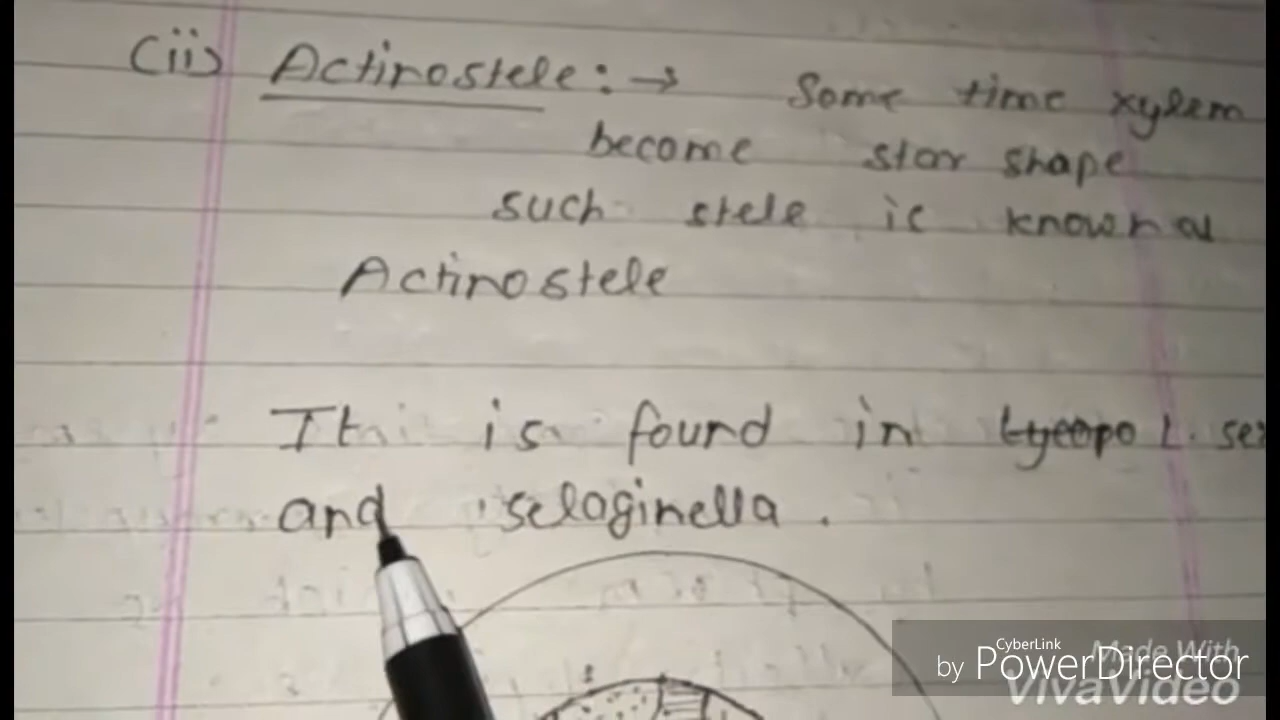 (ii) Actinostele :→ Some time xylem
become star shape
such stele is known as
Actinostele
It is found in L. se
and selaginella.
CyberLink
by PowerDirector
Made With
VivaVideo